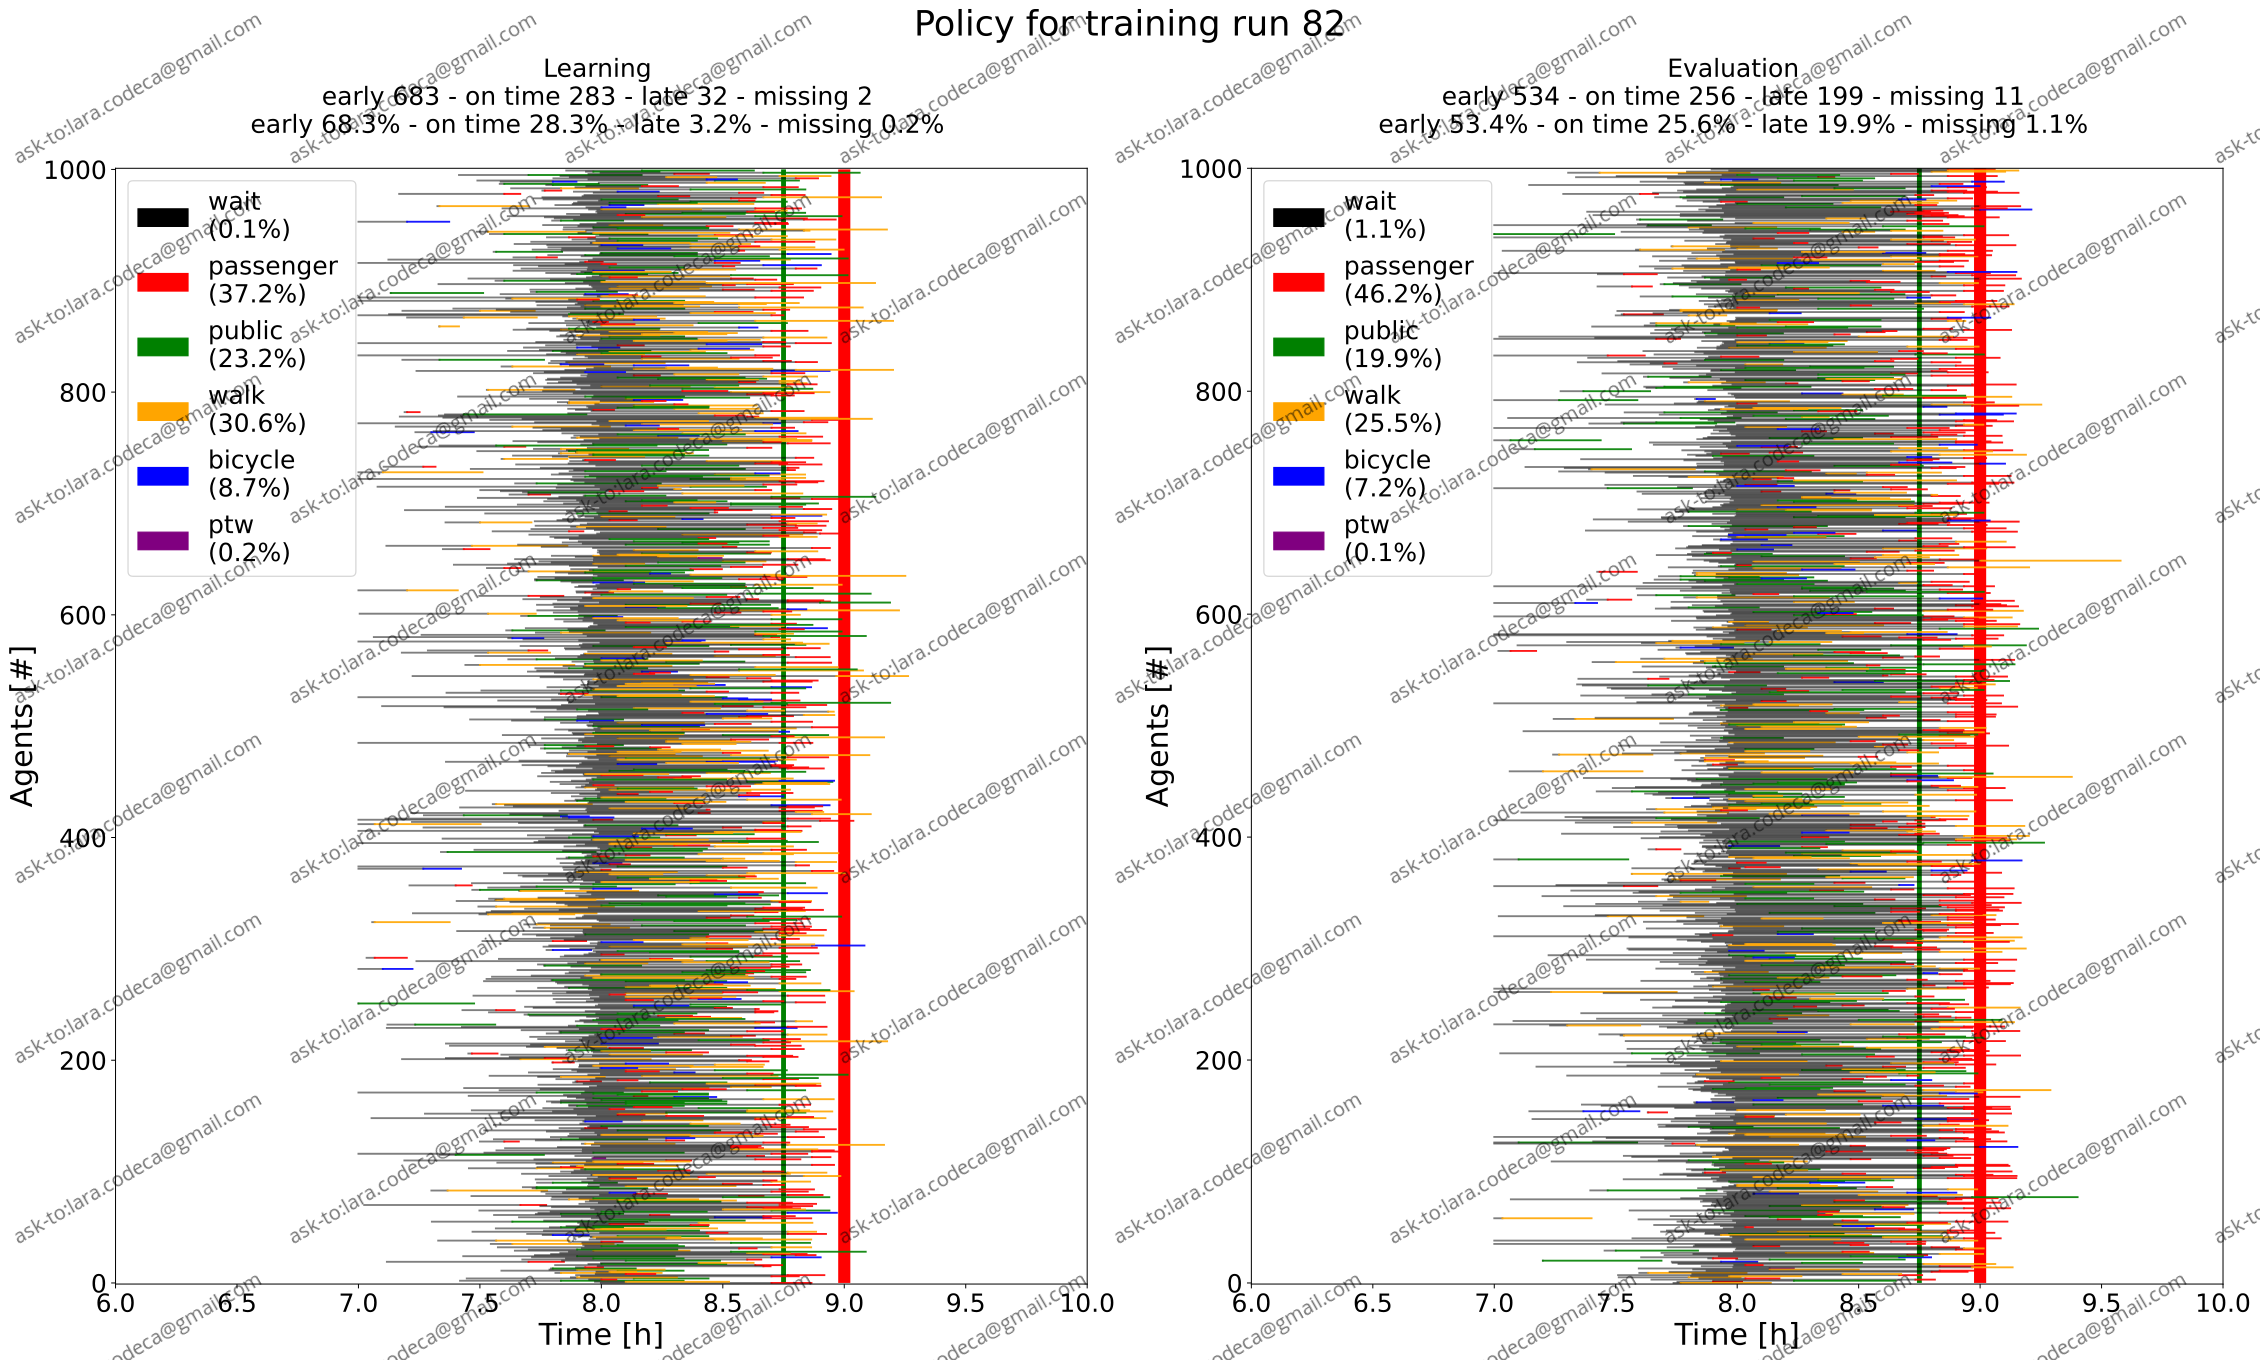 Policy for training run 82
Learning
early 683 - on time 283 - late 32 - missing 2
early 68.3% - on time 28.3% - late 3.2% - missing 0.2%
Agents [#]
1000
800
600
400
200
0
wait
(0.1%)
passenger
(37.2%)
public
(23.2%)
walk
(30.6%)
bicycle
(8.7%)
ptw
(0.2%)
6.0 6.5 7.0 7.5 8.0 8.5 9.0 9.5 10.0
Time [h]
Evaluation
early 534 - on time 256 - late 199 - missing 11
early 53.4% - on time 25.6% - late 19.9% - missing 1.1%
Agents [#]
1000
800
600
400
200
0
wait
(1.1%)
passenger
(46.2%)
public
(19.9%)
walk
(25.5%)
bicycle
(7.2%)
ptw
(0.1%)
6.0 6.5 7.0 7.5 8.0 8.5 9.0 9.5 10.0
Time [h]
ask-to:lara.codeca@gmail.com